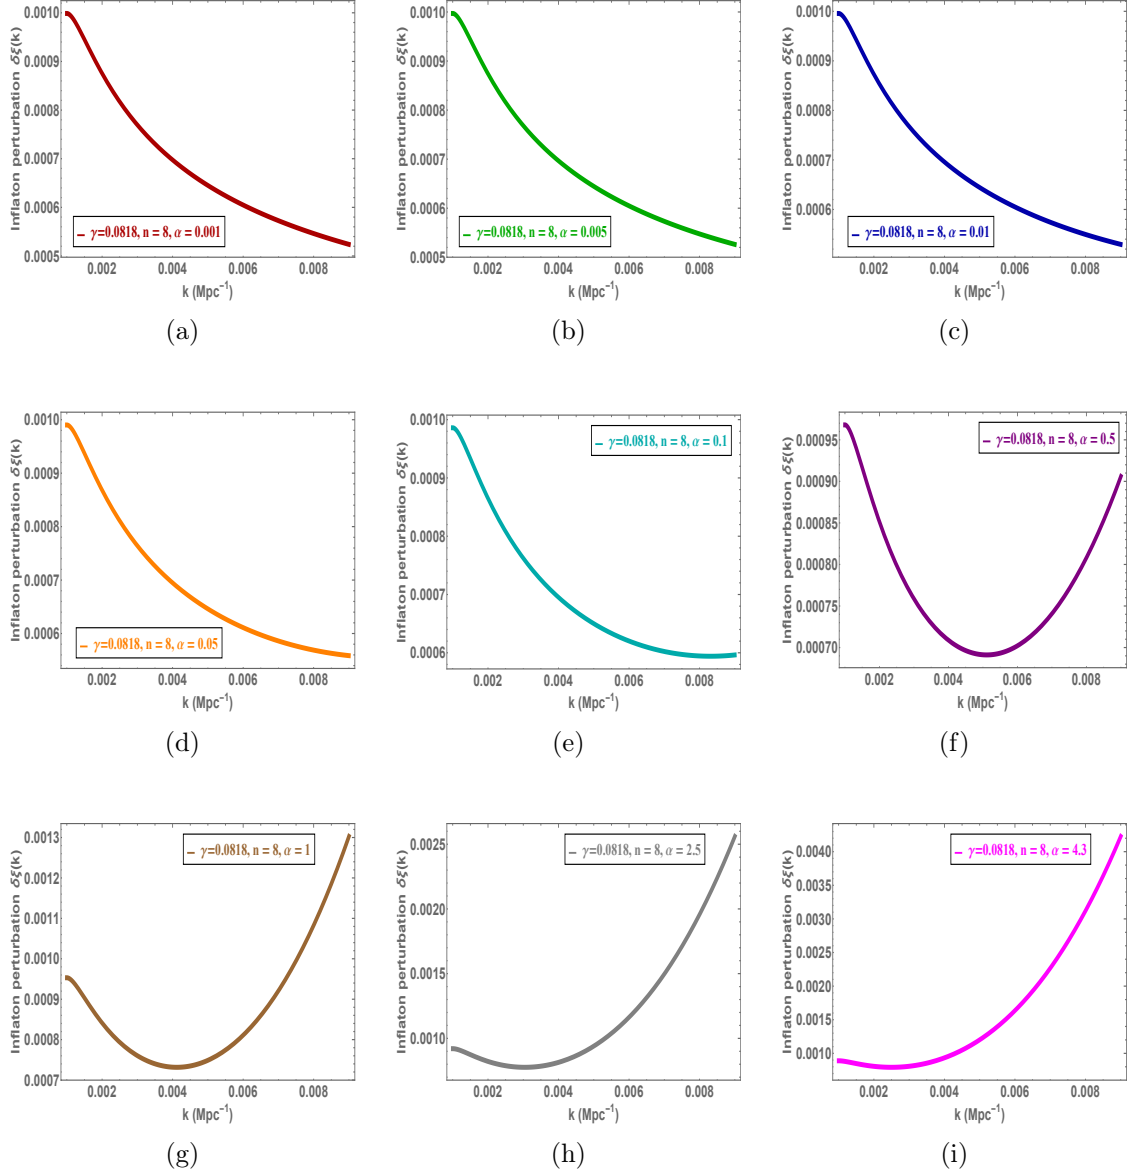 0.0010
0.0009
0.0008
0.0007
0.0006
0.0005
Inflaton perturbation δξ(k)
γ=0.0818, n = 8, α = 0.001
0.002 0.004 0.006 0.008
k (Mpc⁻¹)
(a)
0.0010
0.0009
0.0008
0.0007
0.0006
0.0005
Inflaton perturbation δξ(k)
γ=0.0818, n = 8, α = 0.005
0.002 0.004 0.006 0.008
k (Mpc⁻¹)
(b)
0.0010
0.0009
0.0008
0.0007
0.0006
Inflaton perturbation δξ(k)
γ=0.0818, n = 8, α = 0.01
0.002 0.004 0.006 0.008
k (Mpc⁻¹)
(c)
0.0010
0.0009
0.0008
0.0007
0.0006
Inflaton perturbation δξ(k)
γ=0.0818, n = 8, α = 0.05
0.002 0.004 0.006 0.008
k (Mpc⁻¹)
(d)
0.0010
0.0009
0.0008
0.0007
0.0006
Inflaton perturbation δξ(k)
γ=0.0818, n = 8, α = 0.1
0.002 0.004 0.006 0.008
k (Mpc⁻¹)
(e)
0.00095
0.00090
0.00085
0.00080
0.00075
0.00070
Inflaton perturbation δξ(k)
γ=0.0818, n = 8, α = 0.5
0.002 0.004 0.006 0.008
k (Mpc⁻¹)
(f)
0.0013
0.0012
0.0011
0.0010
0.0009
0.0008
0.0007
Inflaton perturbation δξ(k)
γ=0.0818, n = 8, α = 1
0.002 0.004 0.006 0.008
k (Mpc⁻¹)
(g)
0.0025
0.0020
0.0015
0.0010
Inflaton perturbation δξ(k)
γ=0.0818, n = 8, α = 2.5
0.002 0.004 0.006 0.008
k (Mpc⁻¹)
(h)
0.0040
0.0035
0.0030
0.0025
0.0020
0.0015
0.0010
Inflaton perturbation δξ(k)
γ=0.0818, n = 8, α = 4.3
0.002 0.004 0.006 0.008
k (Mpc⁻¹)
(i)